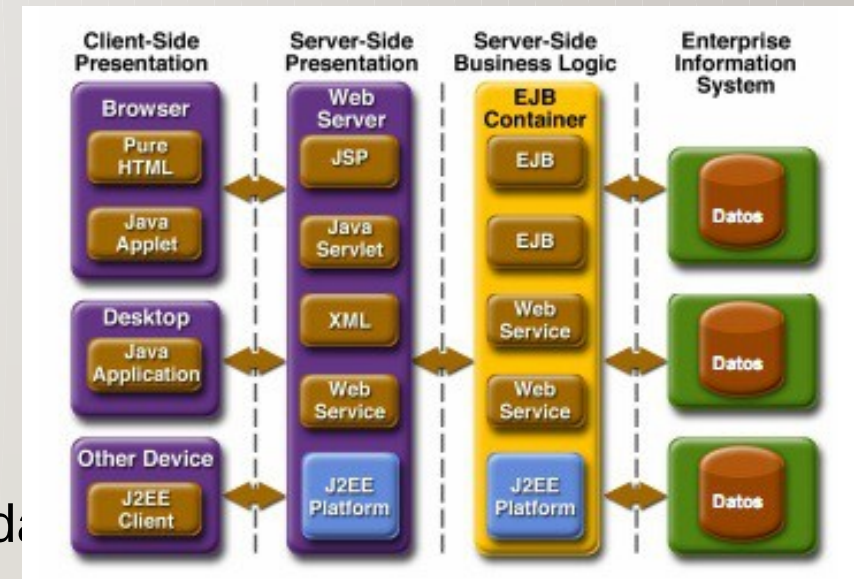 Client-Side
Presentation
Server-Side
Presentation
Server-Side
Business Logic
Enterprise
Information
System
Browser
Pure
HTML
Java
Applet
Desktop
Java
Application
Other Device
J2EE
Client
Web
Server
JSP
Java
Servlet
XML
Web
Service
J2EE
Platform
EJB
Container
EJB
EJB
Web
Service
Web
Service
J2EE
Platform
Datos
Datos
Datos